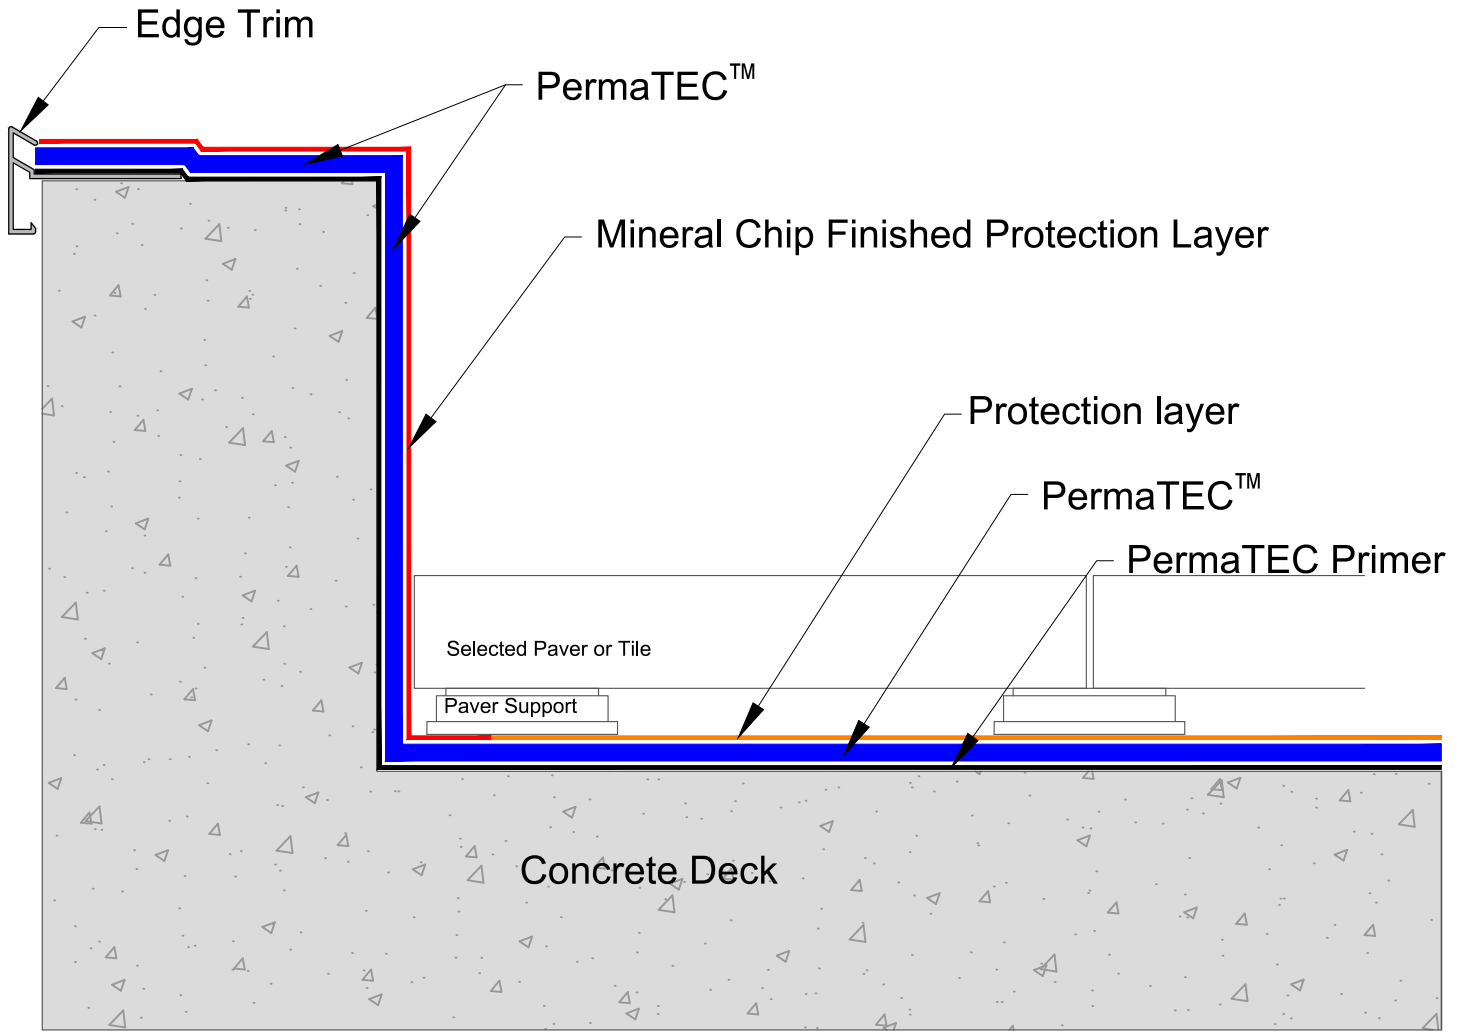 Edge Trim
PermaTEC™
Mineral Chip Finished Protection Layer
Protection layer
PermaTEC™
PermaTEC Primer
Selected Paver or Tile
Paver Support
Concrete Deck